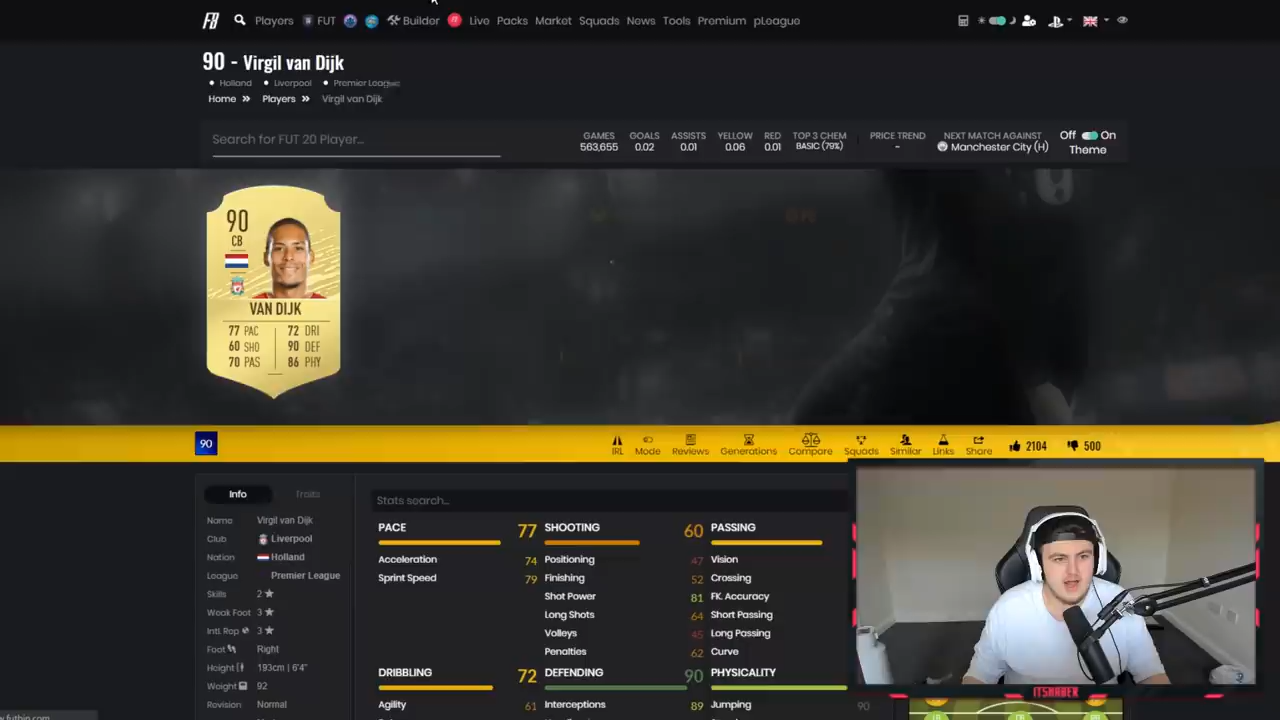 FB Players FUT Builder Live Packs Market Squads News Tools Premium pLeague
90 - Virgil van Dijk
Holland Liverpool Premier League
Home » Players » Virgil van Dijk
Search for FUT 20 Player...
GAMES GOALS ASSISTS YELLOW RED TOP 3 CHEM PRICE TREND NEXT MATCH AGAINST Off On
563,655 0.02 0.01 0.06 0.01 BASIC (79%) - Manchester City (H) Theme
90
CB
VAN DIJK
77 PAC 72 DRI
60 SHO 90 DEF
70 PAS 86 PHY
90 IRL Mode Reviews Generations Compare Squads Similar Links Share 2104 500
Info Traits
Stats search...
Name Virgil van Dijk
Club Liverpool
Nation Holland
League Premier League
Skills 2
Weak Foot 3
Intl. Rep 3
Foot Right
Height 193cm | 6'4"
Weight 92
Revision Normal
PACE 77 SHOOTING 60 PASSING
Acceleration 74 Positioning 47 Vision
Sprint Speed 79 Finishing 52 Crossing
Shot Power 81 FK. Accuracy
Long Shots 64 Short Passing
Volleys 45 Long Passing
Penalties 62 Curve
DRIBBLING 72 DEFENDING 90 PHYSICALITY
Agility 61 Interceptions 89 Jumping 90
ITSHABER